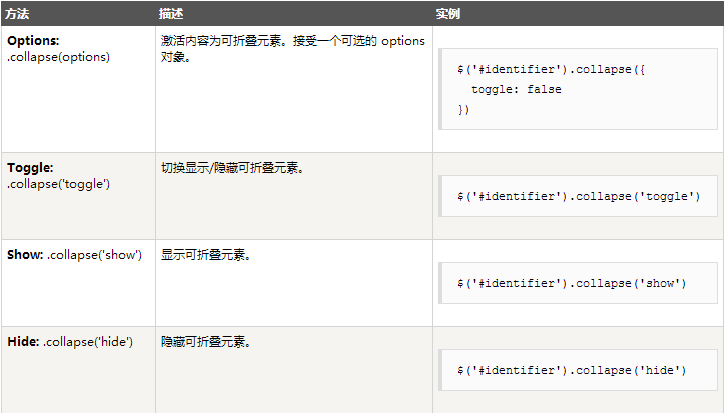 方法 描述 实例
Options: 激活内容为可折叠元素。接受一个可选的 options
.collapse(options) 对象。
$('#identifier').collapse({
toggle: false
})
Toggle: 切换显示/隐藏可折叠元素。
.collapse('toggle')
$('#identifier').collapse('toggle')
Show: .collapse('show') 显示可折叠元素。
$('#identifier').collapse('show')
Hide: .collapse('hide') 隐藏可折叠元素。
$('#identifier').collapse('hide')